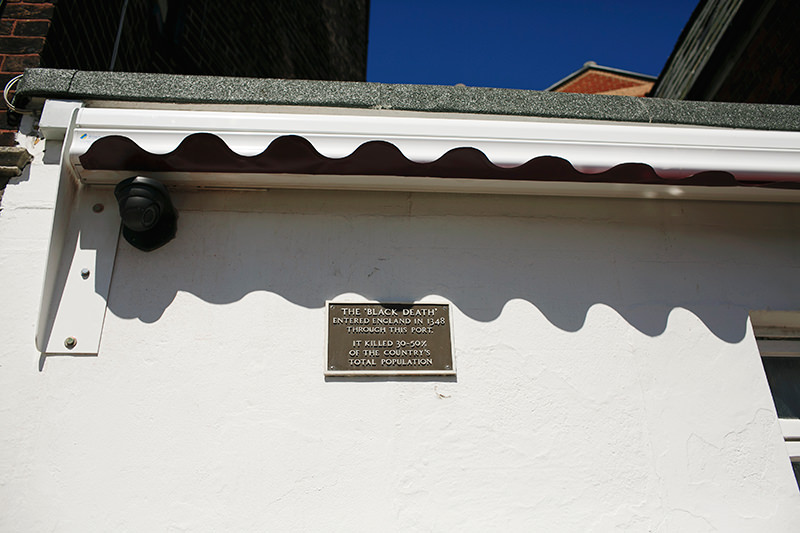 THE "BLACK DEATH"
ENTERED ENGLAND IN 1348
THROUGH THIS PORT.
IT KILLED 30-50%
OF THE COUNTRY'S
TOTAL POPULATION